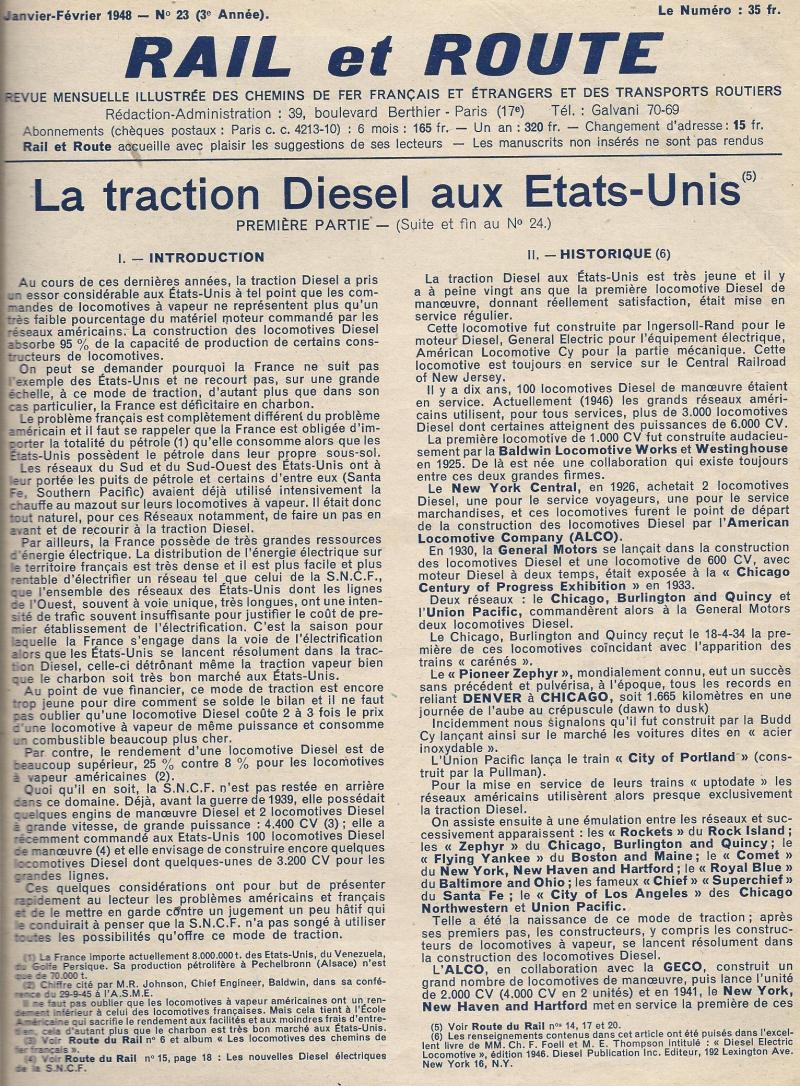 Janvier-Février 1948 — Nº 23 (3e Année).
Le Numéro : 35 fr.
RAIL et ROUTE
REVUE MENSUELLE ILLUSTRÉE DES CHEMINS DE FER FRANÇAIS ET ÉTRANGERS ET DES TRANSPORTS ROUTIERS
Rédaction-Administration : 39, boulevard Berthier - Paris (17e) Tél. : Galvani 70-69
Abonnements (chèques postaux : Paris c. c. 4213-10) : 6 mois : 165 fr. — Un an : 320 fr. — Changement d'adresse : 15 fr.
Rail et Route accueille avec plaisir les suggestions de ses lecteurs — Les manuscrits non insérés ne sont pas rendus
La traction Diesel aux Etats-Unis (5)
PREMIÈRE PARTIE — (Suite et fin au Nº 24.)
I. — INTRODUCTION
Au cours de ces dernières années, la traction Diesel a pris
un essor considérable aux États-Unis à tel point que les com-
mandes de locomotives à vapeur ne représentent plus qu'un
très faible pourcentage du matériel moteur commandé par les
réseaux américains. La construction des locomotives Diesel
absorbe 95 % de la capacité de production de certains cons-
tructeurs de locomotives.
On peut se demander pourquoi la France ne suit pas
l'exemple des États-Unis et ne recourt pas, sur une grande
échelle, à ce mode de traction, d'autant plus que dans son
cas particulier, la France est déficitaire en charbon.
Le problème français est complètement différent du problème
américain et il faut se rappeler que la France est obligée d'im-
porter la totalité du pétrole (1) qu'elle consomme alors que les
États-Unis possèdent le pétrole dans leur propre sous-sol.
Les réseaux du Sud et du Sud-Ouest des États-Unis ont à
leur portée les puits de pétrole et certains d'entre eux (Santa
Fe, Southern Pacific) avaient déjà utilisé intensivement la
chauffe au mazout sur leurs locomotives à vapeur. Il était donc
tout naturel, pour ces Réseaux notamment, de faire un pas en
avant et de recourir à la traction Diesel.
Par ailleurs, la France possède de très grandes ressources
d'énergie électrique. La distribution de l'énergie électrique sur
le territoire français est très dense et il est plus facile et plus
rentable d'électrifier un réseau tel que celui de la S.N.C.F.,
que l'ensemble des réseaux des États-Unis dont les lignes
de l'Ouest, souvent à voie unique, très longues, ont une inten-
sité de trafic souvent insuffisante pour justifier le coût de pre-
mier établissement de l'électrification. C'est la saison pour
laquelle la France s'engage dans la voie de l'électrification
alors que les États-Unis se lancent résolument dans la trac-
tion Diesel, celle-ci détrônant même la traction vapeur bien
que le charbon soit très bon marché aux États-Unis.
Au point de vue financier, ce mode de traction est encore
trop jeune pour dire comment se solde le bilan et il ne faut
pas oublier qu'une locomotive Diesel coûte 2 à 3 fois le prix
d'une locomotive à vapeur de même puissance et consomme
un combustible beaucoup plus cher.
Par contre, le rendement d'une locomotive Diesel est de
beaucoup supérieur, 25 % contre 8 % pour les locomotives
à vapeur américaines (2).
Quoi qu'il en soit, la S.N.C.F. n'est pas restée en arrière
dans ce domaine. Déjà, avant la guerre de 1939, elle possédait
quelques engins de manœuvre Diesel et 2 locomotives Diesel
à grande vitesse, de grande puissance : 4.400 CV (3) ; elle a
récemment commandé aux Etats-Unis 100 locomotives Diesel
de manœuvre (4) et elle envisage de construire encore quelques
locomotives Diesel dont quelques-unes de 3.200 CV pour les
grandes lignes.
Ces quelques considérations ont pour but de présenter
rapidement au lecteur les problèmes américains et français
et de le mettre en garde contre un jugement un peu hâtif qui
le conduirait à penser que la S.N.C.F. n'a pas songé à utiliser
toutes les possibilités qu'offre ce mode de traction.
(1) La France importe actuellement 8.000.000 t. des Etats-Unis, du Venezuela,
du Golfe Persique. Sa production pétrolifère à Pechelbronn (Alsace) n'est
que de 70.000 t.
(2) Chiffre cité par M.R. Johnson, Chief Engineer, Baldwin, dans sa confé-
rence du 29-9-45 à l'A.S.M.E.
Il ne faut pas oublier que les locomotives à vapeur américaines ont un ren-
dement inférieur à celui des locomotives françaises. Mais cela tient à l'École
Américaine qui sacrifie le rendement aux facilités et aux moindres frais d'entre-
tien, cela d'autant plus que le charbon est très bon marché aux États-Unis.
(3) Voir Route du Rail nº 6 et album « Les locomotives des chemins de
fer français ».
(4) Voir Route du Rail nº 15, page 18 : Les nouvelles Diesel électriques
de la S.N.C.F.
II. — HISTORIQUE (6)
La traction Diesel aux États-Unis est très jeune et il y
a à peine vingt ans que la première locomotive Diesel de
manœuvre, donnant réellement satisfaction, était mise en
service régulier.
Cette locomotive fut construite par Ingersoll-Rand pour le
moteur Diesel, General Electric pour l'équipement électrique,
Américan Locomotive Cy pour la partie mécanique. Cette
locomotive est toujours en service sur le Central Railroad
of New Jersey.
Il y a dix ans, 100 locomotives Diesel de manœuvre étaient
en service. Actuellement (1946) les grands réseaux améri-
cains utilisent, pour tous services, plus de 3.000 locomotives
Diesel dont certaines atteignent des puissances de 6.000 CV.
La première locomotive de 1.000 CV fut construite audacieu-
sement par la Baldwin Locomotive Works et Westinghouse
en 1925. De là est née une collaboration qui existe toujours
entre ces deux grandes firmes.
Le New York Central, en 1926, achetait 2 locomotives
Diesel, une pour le service voyageurs, une pour le service
marchandises, et ces locomotives furent le point de départ
de la construction des locomotives Diesel par l'American
Locomotive Company (ALCO).
En 1930, la General Motors se lançait dans la construction
des locomotives Diesel et une locomotive de 600 CV, avec
moteur Diesel à deux temps, était exposée à la « Chicago
Century of Progress Exhibition » en 1933.
Deux réseaux : le Chicago, Burlington and Quincy et
l'Union Pacific, commandèrent alors à la General Motors
deux locomotives Diesel.
Le Chicago, Burlington and Quincy reçut le 18-4-34 la pre-
mière de ces locomotives coïncidant avec l'apparition des
trains « carénés ».
Le « Pioneer Zephyr », mondialement connu, eut un succès
sans précédent et pulvérisa, à l'époque, tous les records en
reliant DENVER à CHICAGO, soit 1.665 kilomètres en une
journée de l'aube au crépuscule (dawn to dusk)
Incidemment nous signalons qu'il fut construit par la Budd
Cy lançant ainsi sur le marché les voitures dites en « acier
inoxydable ».
L'Union Pacific lança le train « City of Portland » (cons-
truit par la Pullman).
Pour la mise en service de leurs trains « uptodate » les
réseaux américains utilisèrent alors presque exclusivement
la traction Diesel.
On assiste ensuite à une émulation entre les réseaux et suc-
cessivement apparaissent : les « Rockets » du Rock Island ;
les « Zephyr » du Chicago, Burlington and Quincy ; le
« Flying Yankee » du Boston and Maine ; le « Comet »
du New York, New Haven and Hartford ; le « Royal Blue »
du Baltimore and Ohio ; les fameux « Chief » « Superchief »
du Santa Fe ; le « City of Los Angeles » des Chicago
Northwestern et Union Pacific.
Telle a été la naissance de ce mode de traction ; après
ses premiers pas, les constructeurs, y compris les construc-
teurs de locomotives à vapeur, se lancent résolument dans
la construction des locomotives Diesel.
L'ALCO, en collaboration avec la GECO, construit un
grand nombre de locomotives de manœuvre, puis lance l'unité
de 2.000 CV (4.000 CV en 2 unités) et en 1941, le New York,
New Haven and Hartford met en service la première de ces
(5) Voir Route du Rail nos 14, 17 et 20.
(6) Les renseignements contenus dans cet article ont été puisés dans l'excel-
lent livre de MM. Ch. F. Foell et M. E. Thompson intitulé : « Diesel Electric
Locomotive », édition 1946. Diesel Publication Inc. Editeur, 192 Lexington Ave.
New York 16, N.Y.